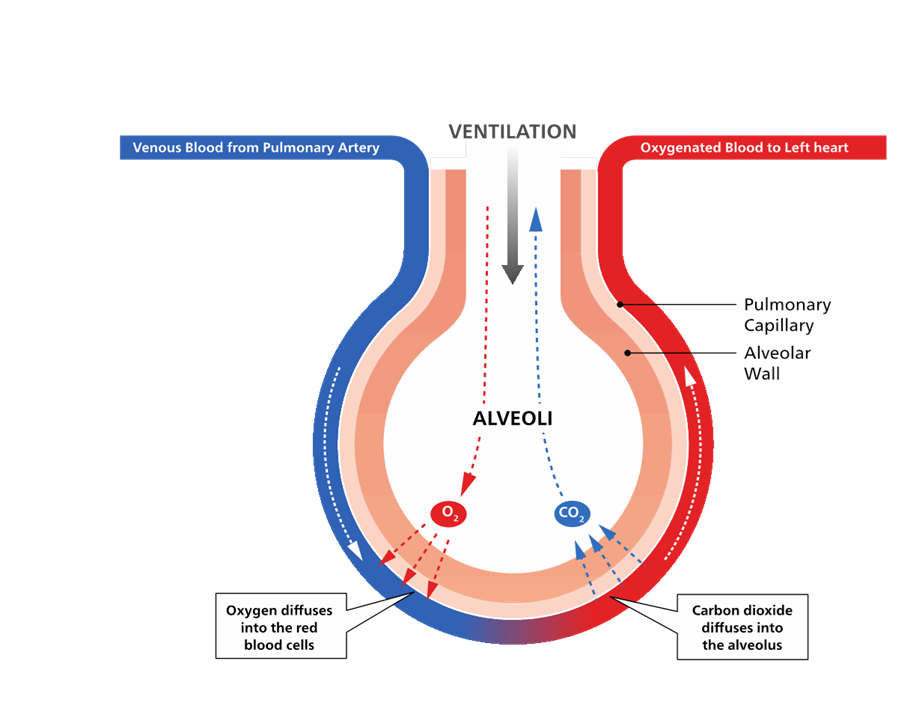 VENTILATION
Venous Blood from Pulmonary Artery
Oxygenated Blood to Left heart
Pulmonary
Capillary
Alveolar
Wall
ALVEOLI
O₂
CO₂
Oxygen diffuses
into the red
blood cells
Carbon dioxide
diffuses into
the alveolus